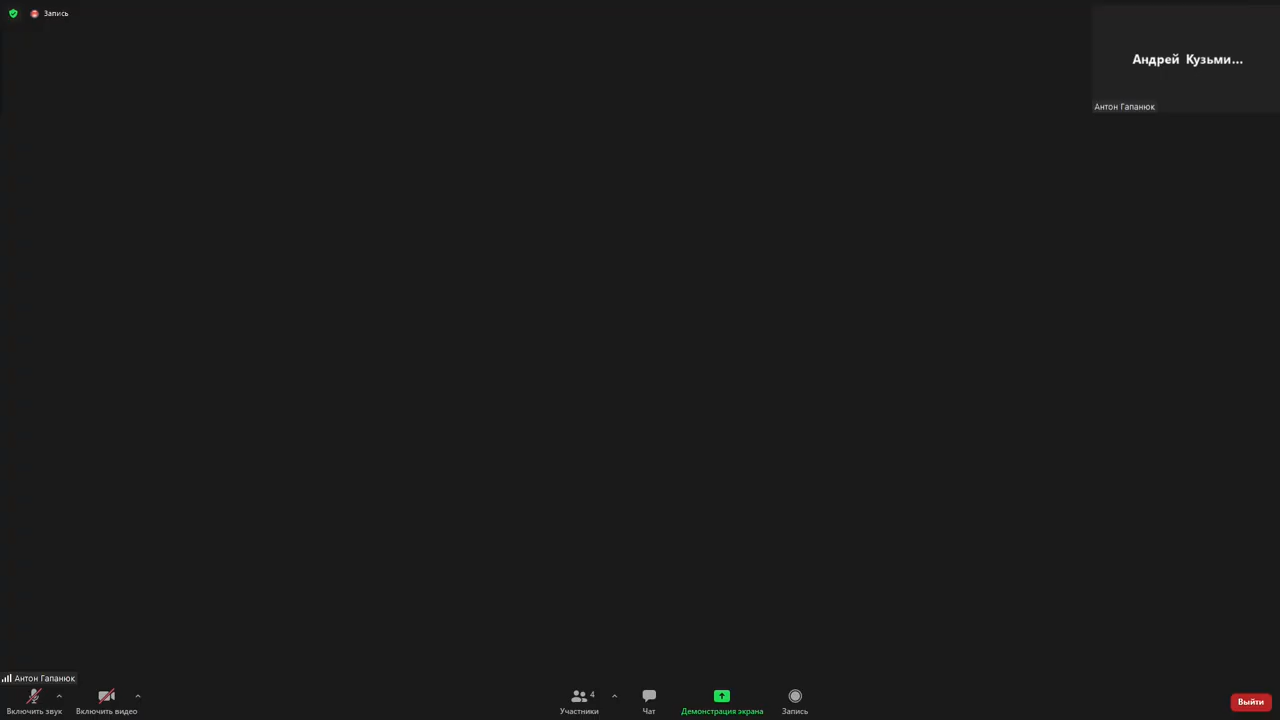 Запись
Андрей Кузьми...
Антон Гапанюк
Антон Гапанюк
Включить звук
Включить видео
4
Участники
Чат
Демонстрация экрана
Запись
Выйти